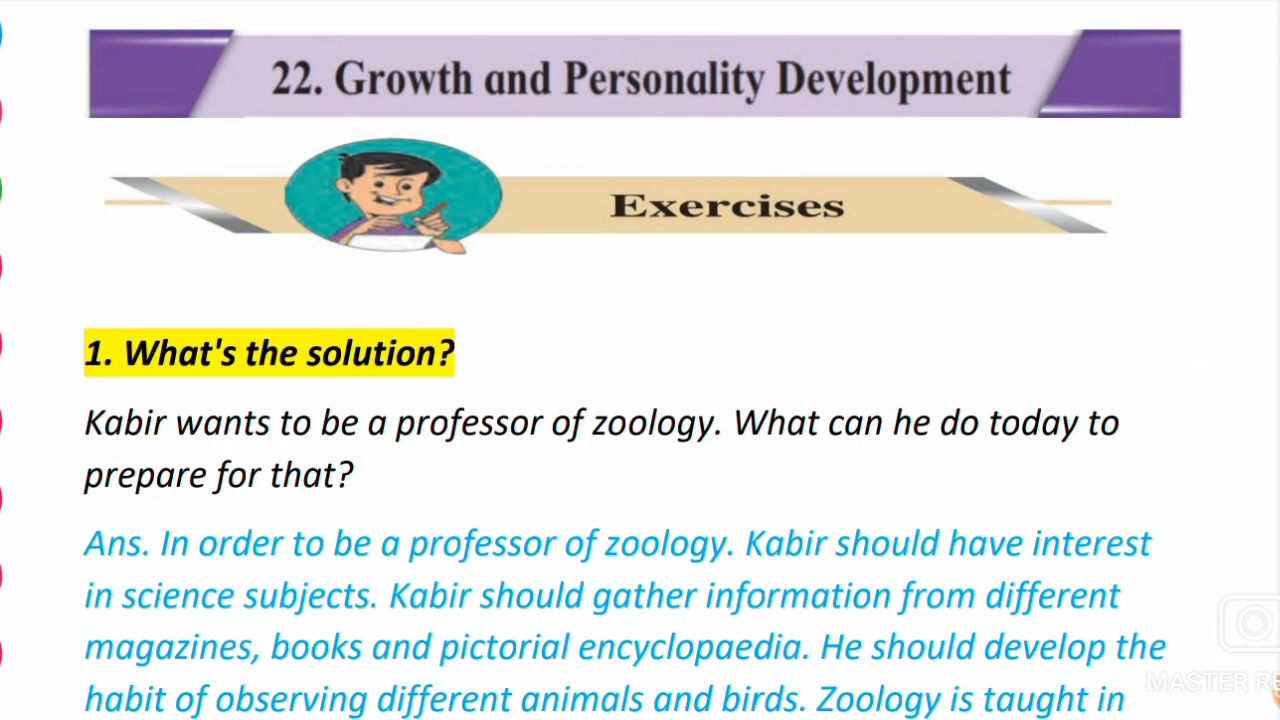 22. Growth and Personality Development
Exercises
1. What's the solution?
Kabir wants to be a professor of zoology. What can he do today to
prepare for that?
Ans. In order to be a professor of zoology. Kabir should have interest
in science subjects. Kabir should gather information from different
magazines, books and pictorial encyclopaedia. He should develop the
habit of observing different animals and birds. Zoology is taught in
MASTER